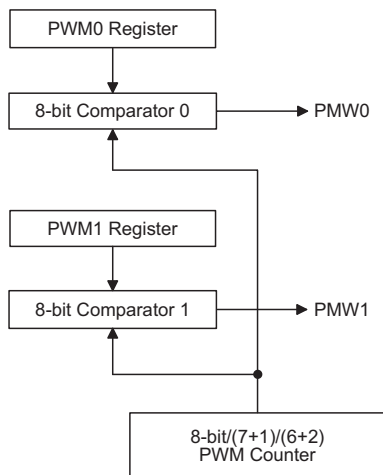 PWM0 Register
8-bit Comparator 0
PMW0
PWM1 Register
8-bit Comparator 1
PMW1
8-bit/(7+1)/(6+2)
PWM Counter